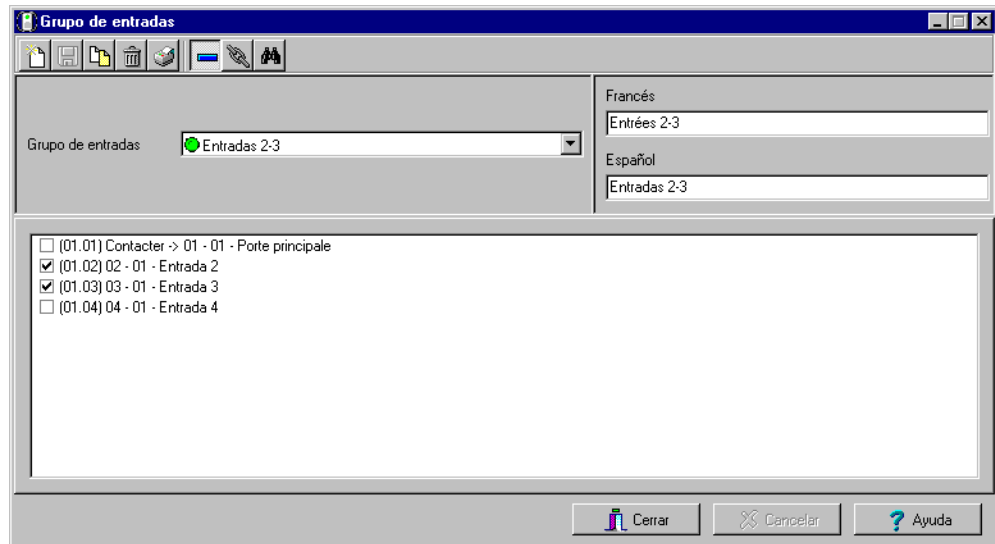 Grupo de entradas
Grupo de entradas
Entradas 2-3
Francés
Entrées 2-3
Español
Entradas 2-3
(01.01) Contacter -> 01 - 01 - Porte principale
(01.02) 02 - 01 - Entrada 2
(01.03) 03 - 01 - Entrada 3
(01.04) 04 - 01 - Entrada 4
Cerrar
Cancelar
Ayuda